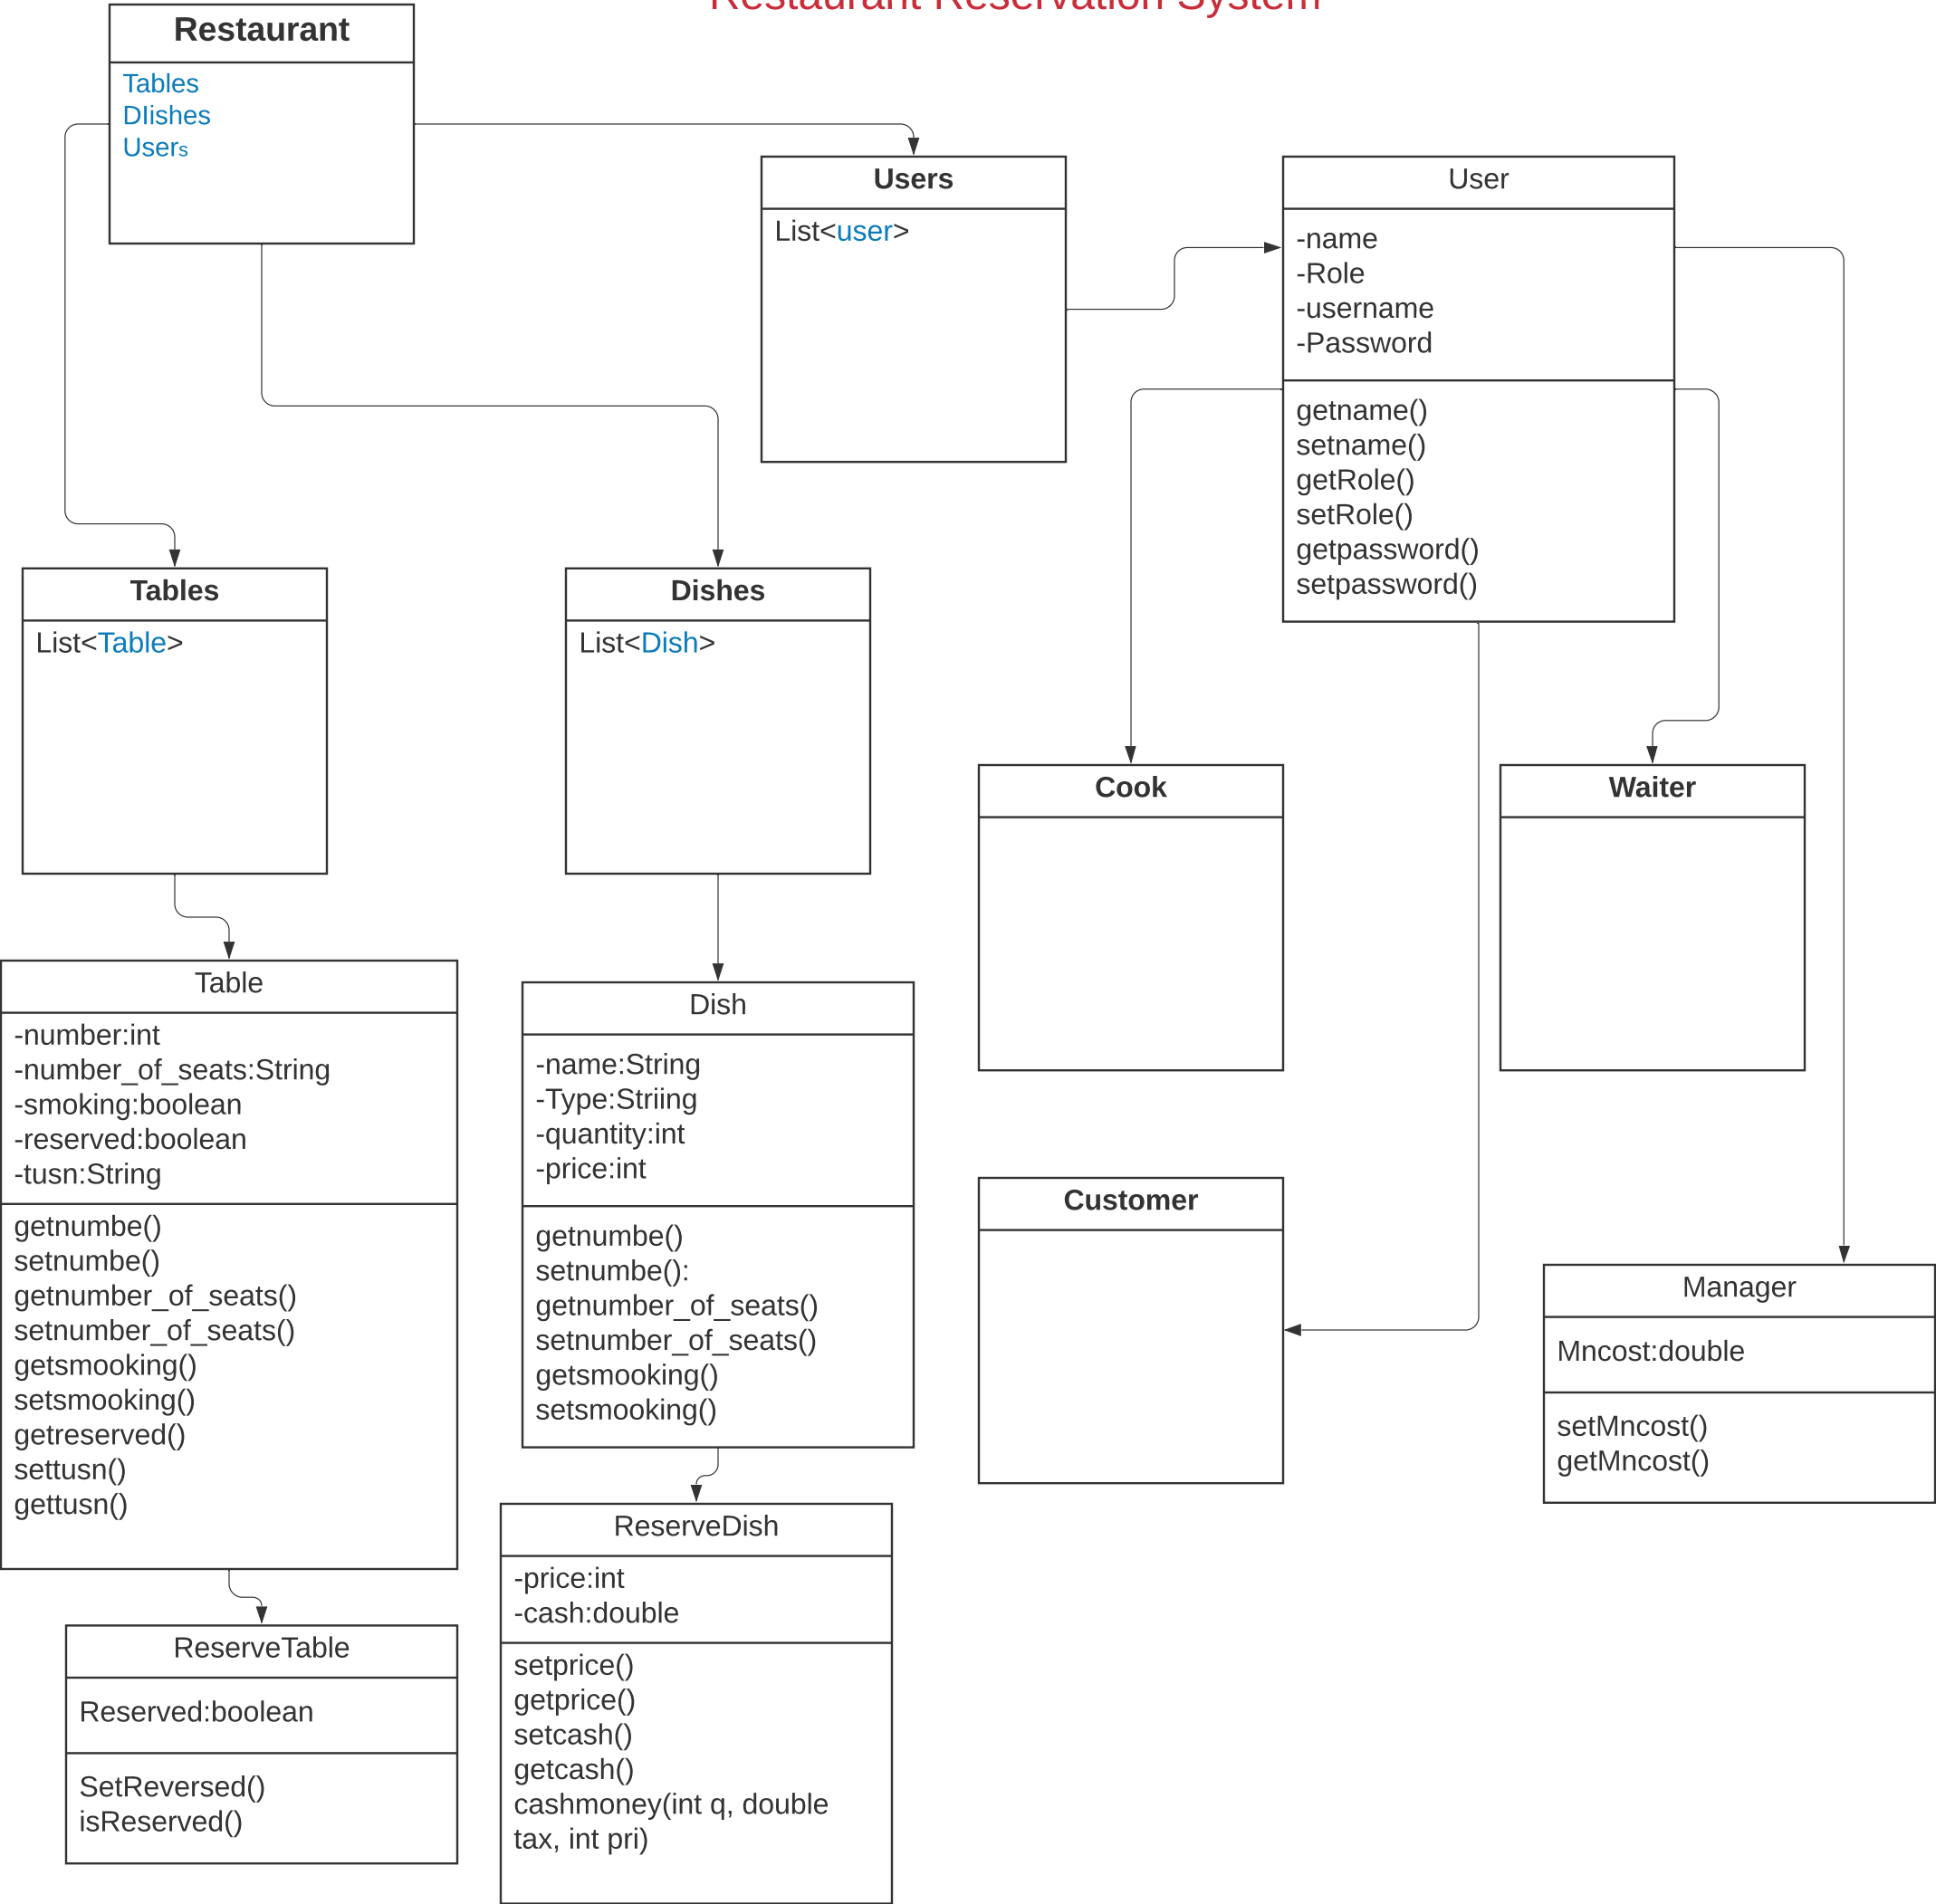 Restaurant Reservation System
Restaurant
Tables
DIishes
Users
Users
List<user>
User
-name
-Role
-username
-Password
getname()
setname()
getRole()
setRole()
getpassword()
setpassword()
Tables
List<Table>
Dishes
List<Dish>
Cook
Waiter
Table
-number:int
-number_of_seats:String
-smoking:boolean
-reserved:boolean
-tusn:String
getnumbe()
setnumbe()
getnumber_of_seats()
setnumber_of_seats()
getsmooking()
setsmooking()
getreserved()
settusn()
gettusn()
Dish
-name:String
-Type:Striing
-quantity:int
-price:int
getnumbe()
setnumbe():
getnumber_of_seats()
setnumber_of_seats()
getsmooking()
setsmooking()
Customer
Manager
Mncost:double
setMncost()
getMncost()
ReserveDish
-price:int
-cash:double
setprice()
getprice()
setcash()
getcash()
cashmoney(int q, double
tax, int pri)
ReserveTable
Reserved:boolean
SetReversed()
isReserved()